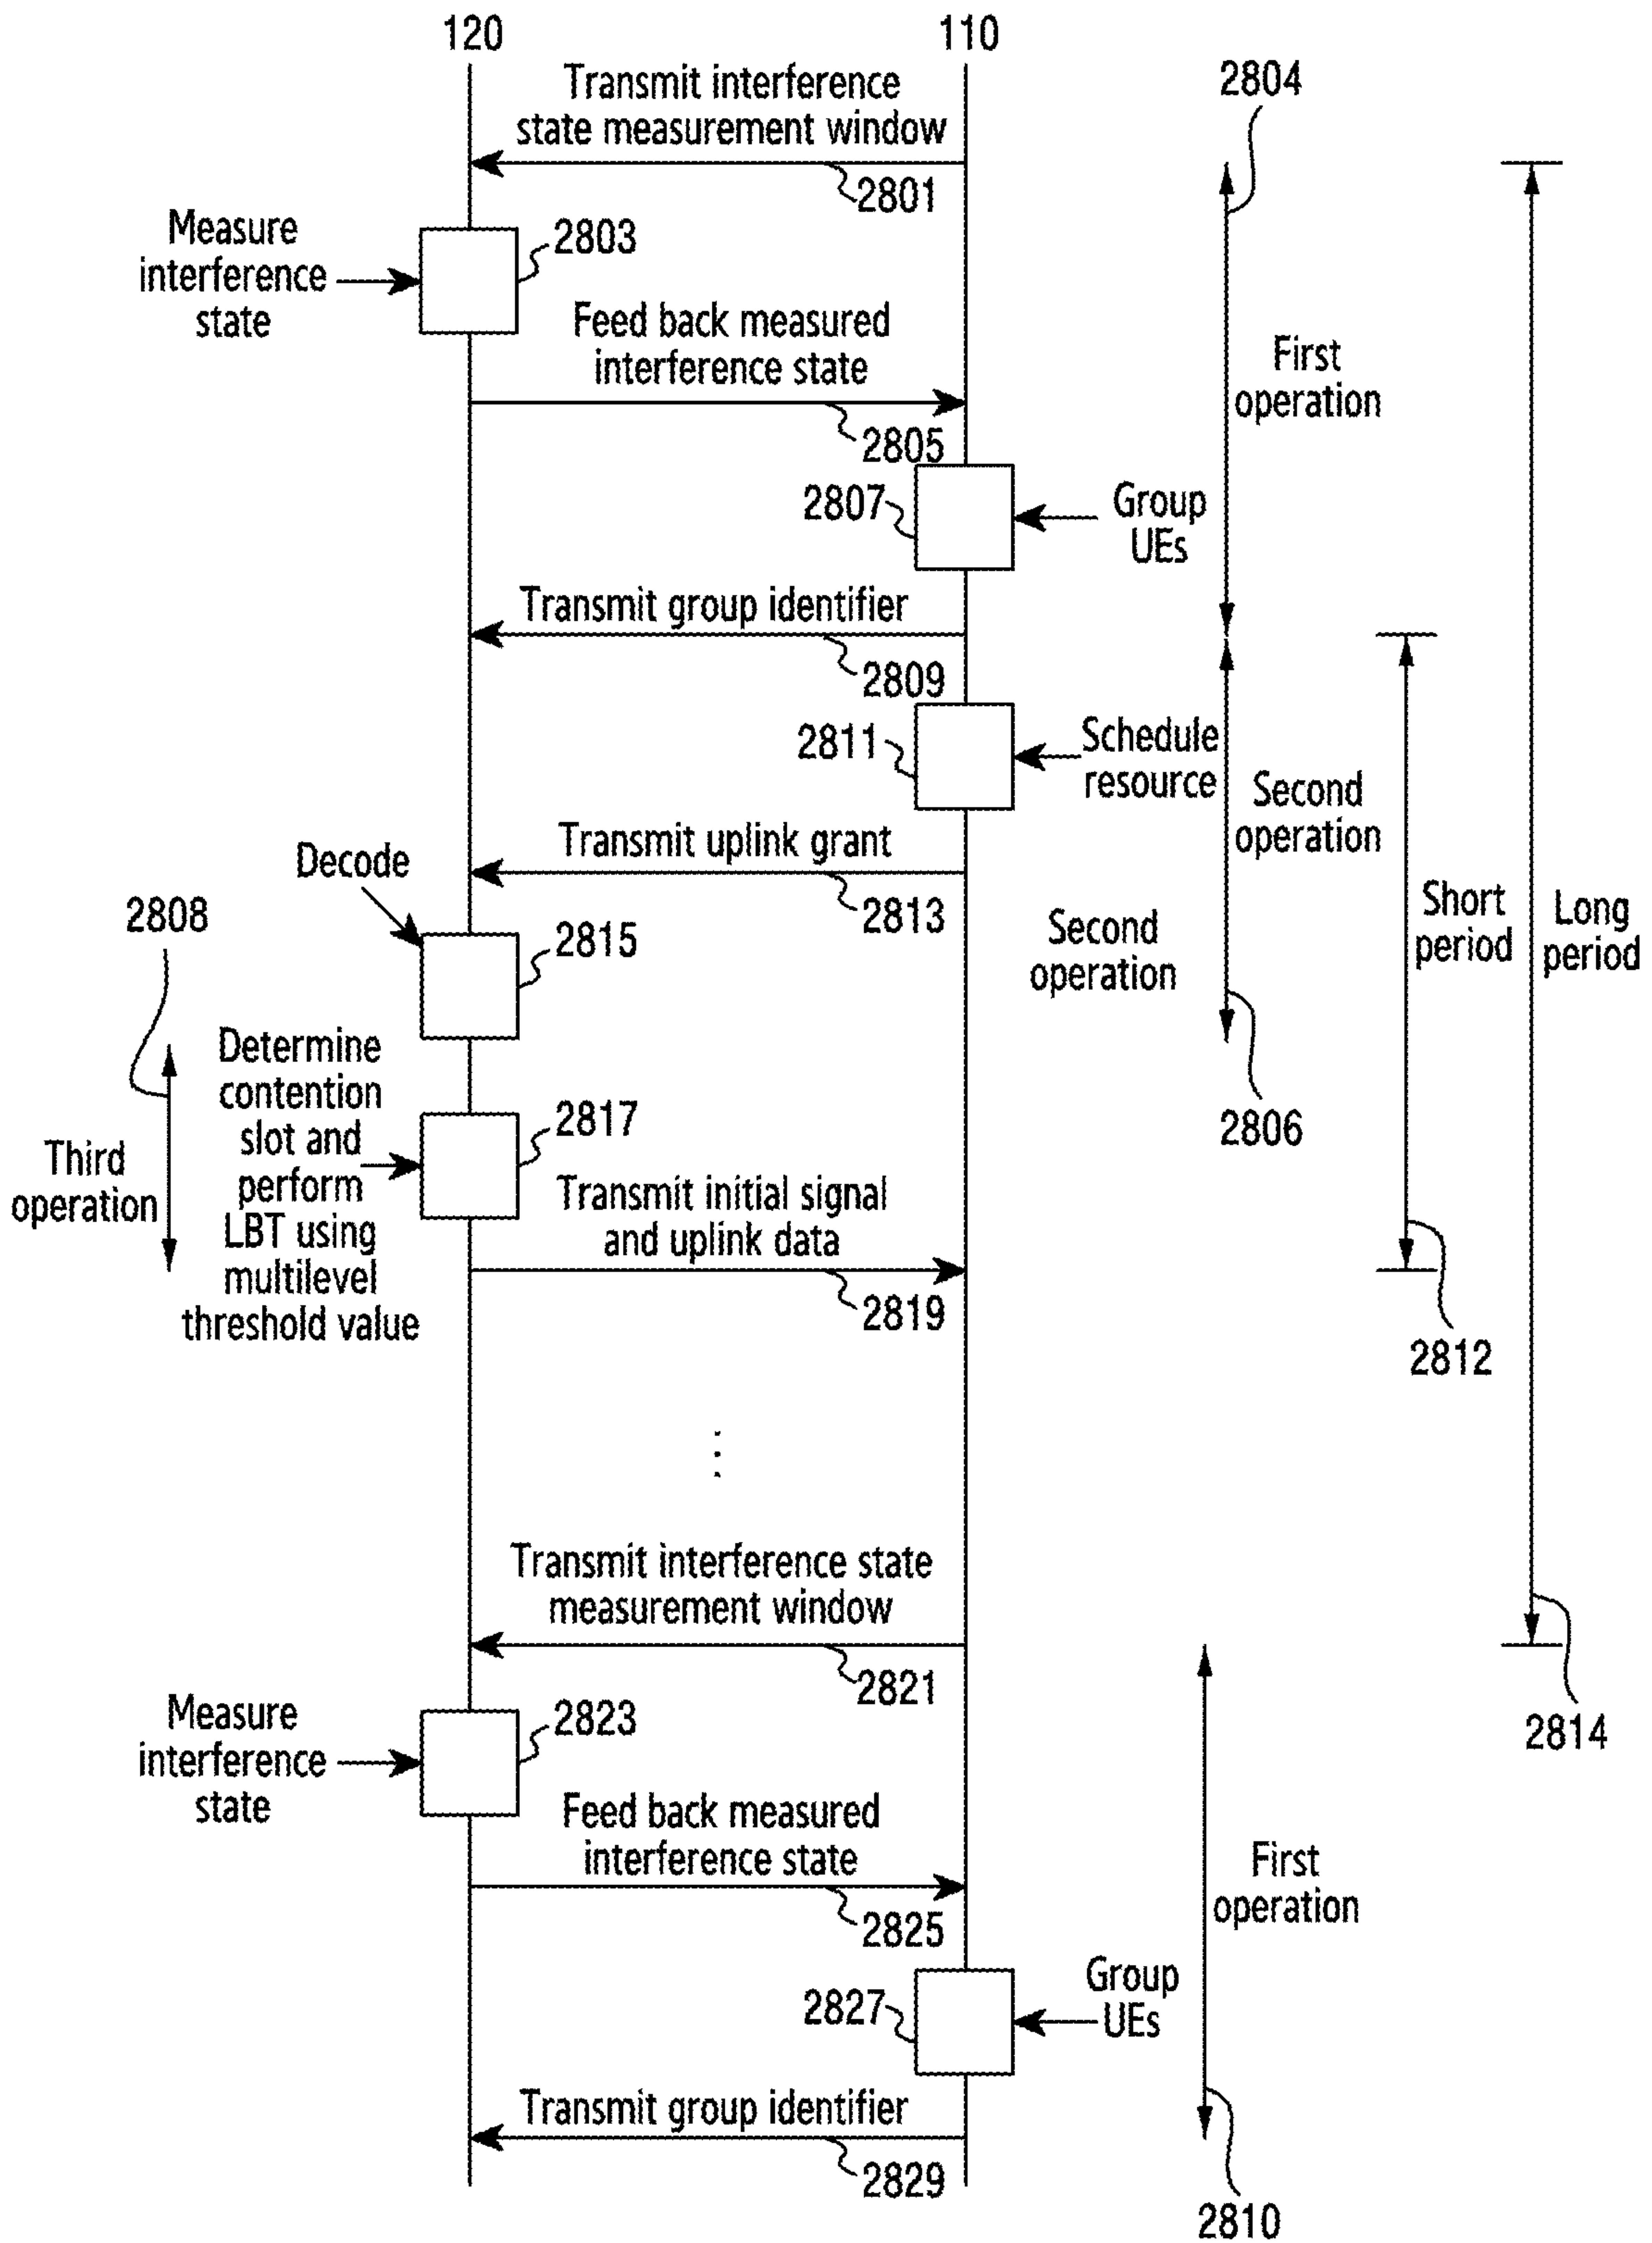 120
110
Transmit interference
state measurement window
2801
2804
Measure
interference
state
2803
Feed back measured
interference state
2805
First
operation
2807
Group
UEs
Transmit group identifier
2809
2811
Schedule
resource
Second
operation
Transmit uplink grant
2813
Decode
2808
2815
Second
operation
Short
period
Long
period
2806
Third
operation
Determine
contention
slot and
perform
LBT using
multilevel
threshold value
2817
Transmit initial signal
and uplink data
2819
2812
Transmit interference state
measurement window
2821
2814
Measure
interference
state
2823
Feed back measured
interference state
2825
First
operation
2827
Group
UEs
Transmit group identifier
2829
2810